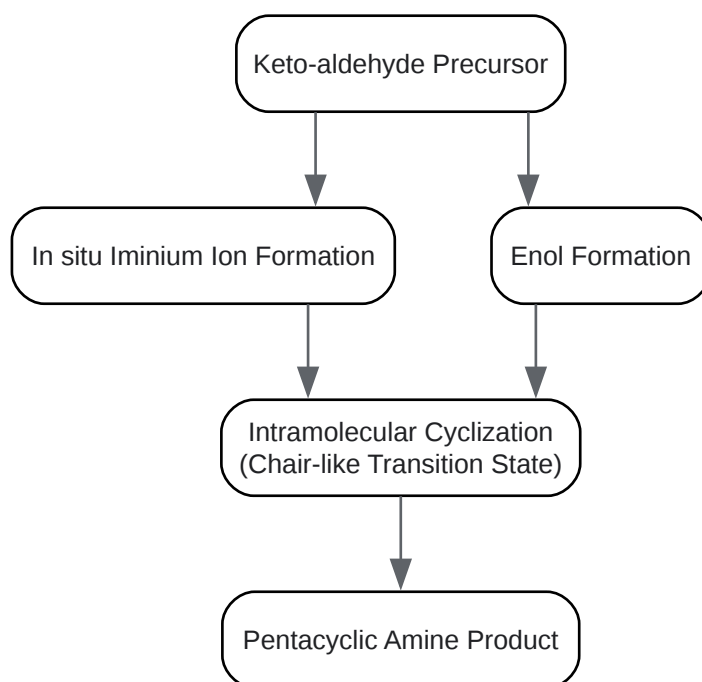 Keto-aldehyde Precursor
In situ Iminium Ion Formation
Enol Formation
Intramolecular Cyclization
(Chair-like Transition State)
Pentacyclic Amine Product